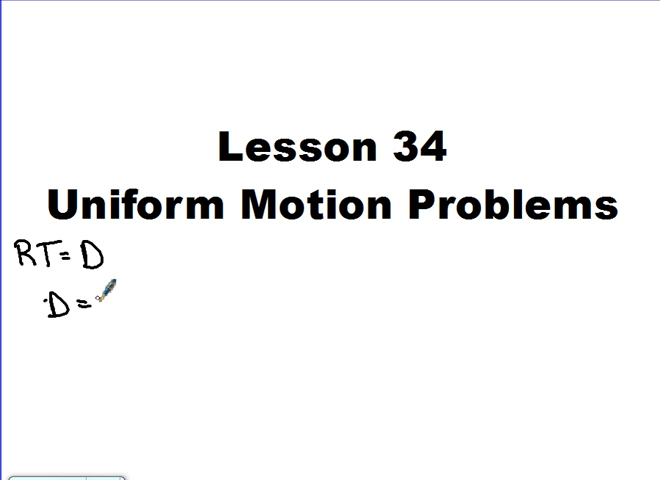 Lesson 34
Uniform Motion Problems
RT = D
D =